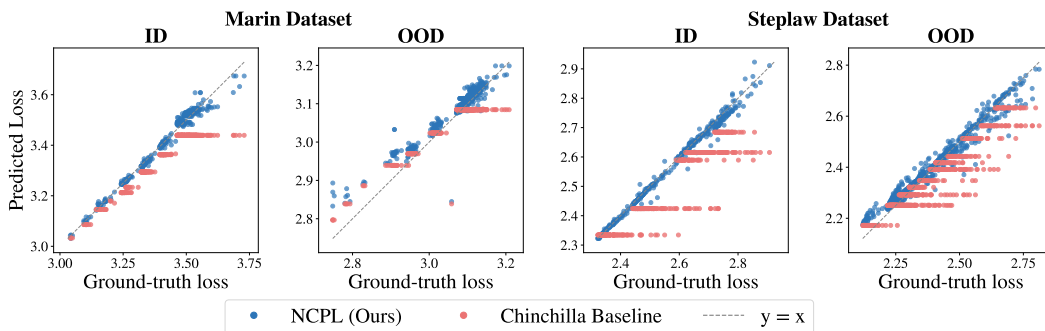 Marin Dataset
Steplaw Dataset
ID
OOD
ID
OOD
Predicted Loss
3.6
3.4
3.2
3.0
3.00
3.25
3.50
3.75
Ground-truth loss
3.2
3.1
3.0
2.9
2.8
2.8
3.0
3.2
Ground-truth loss
2.9
2.8
2.7
2.6
2.5
2.4
2.3
2.4
2.6
2.8
Ground-truth loss
2.8
2.6
2.4
2.2
2.25
2.50
2.75
Ground-truth loss
NCPL (Ours)
Chinchilla Baseline
y = x